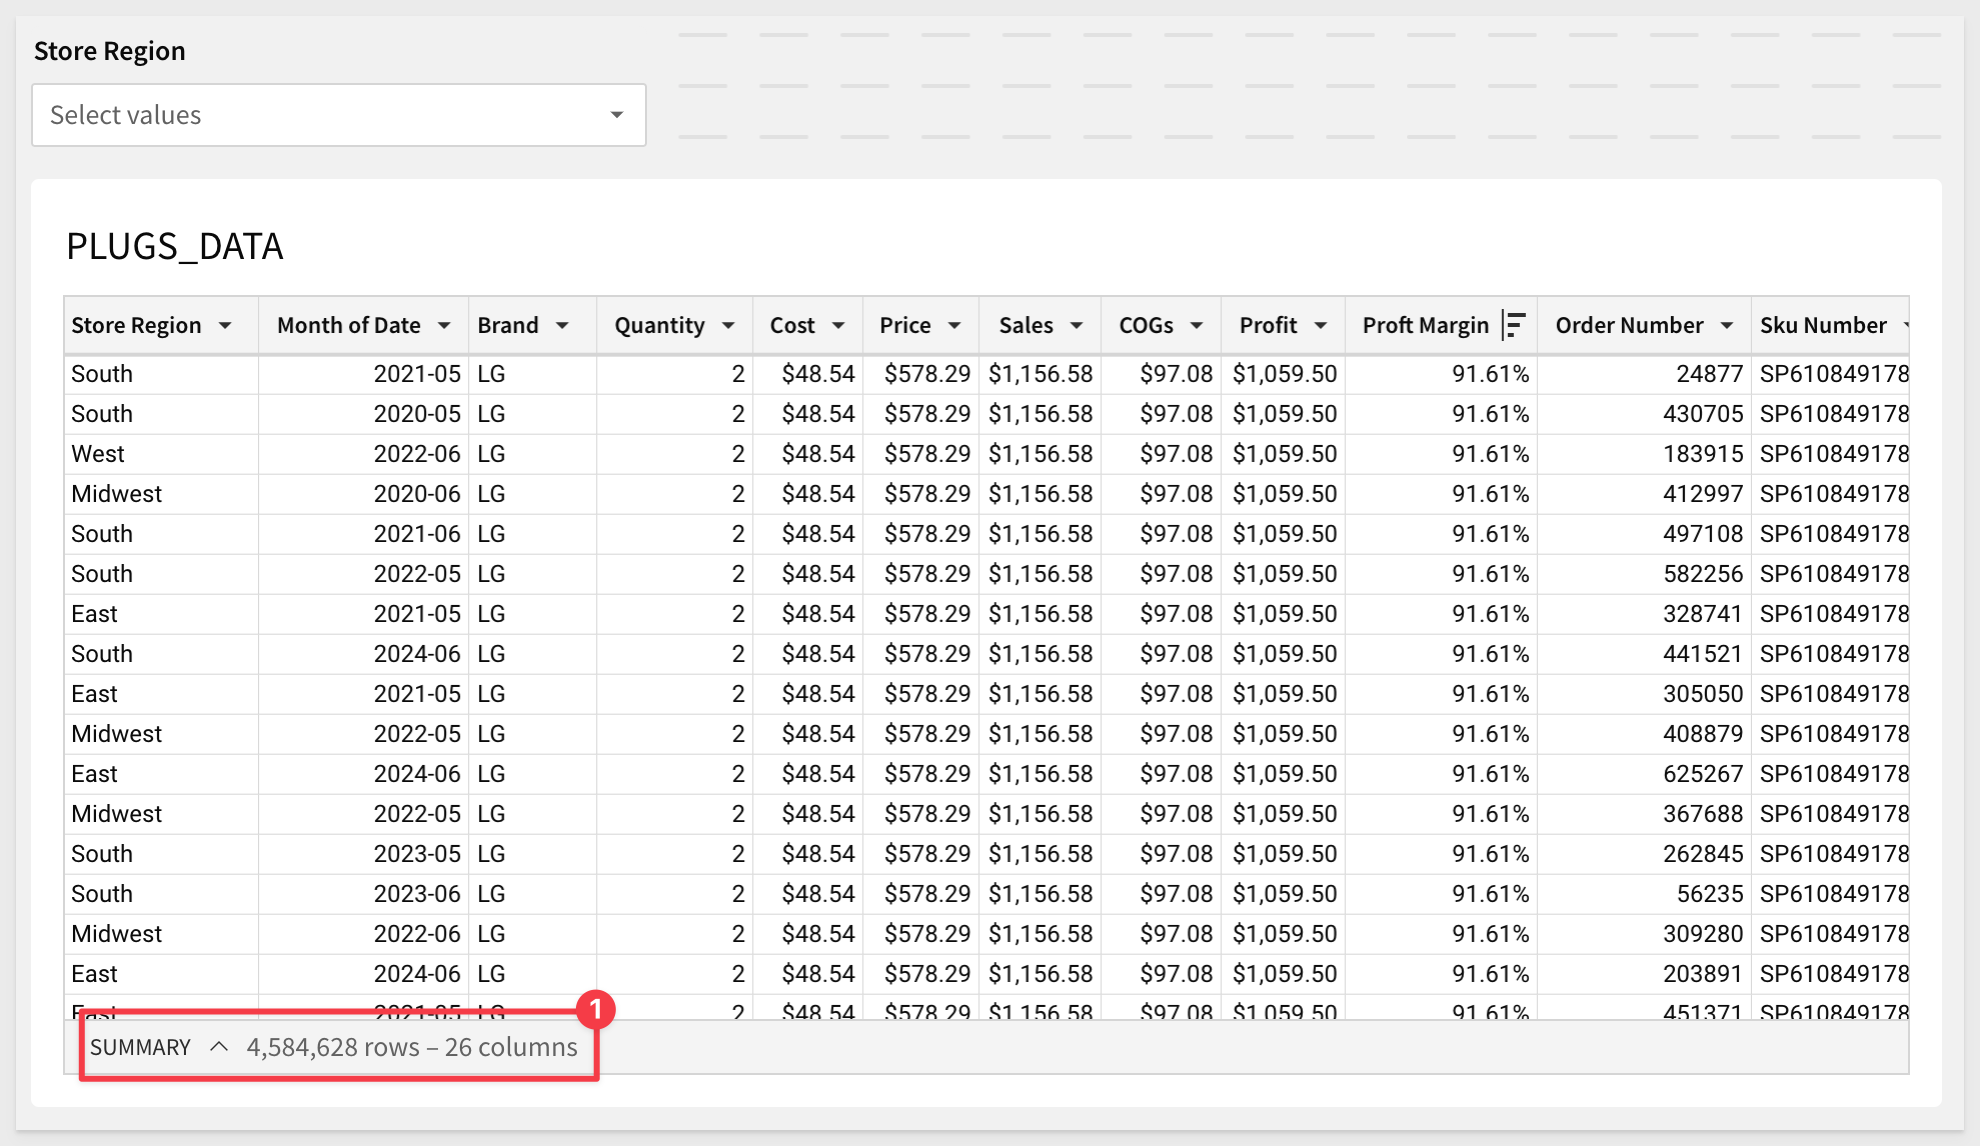 Store Region
Select values
PLUGS_DATA
Store Region Month of Date Brand Quantity Cost Price Sales COGs Profit Proft Margin Order Number Sku Number
South 2021-05 LG 2 $48.54 $578.29 $1,156.58 $97.08 $1,059.50 91.61% 24877 SP610849178
South 2020-05 LG 2 $48.54 $578.29 $1,156.58 $97.08 $1,059.50 91.61% 430705 SP610849178
West 2022-06 LG 2 $48.54 $578.29 $1,156.58 $97.08 $1,059.50 91.61% 183915 SP610849178
Midwest 2020-06 LG 2 $48.54 $578.29 $1,156.58 $97.08 $1,059.50 91.61% 412997 SP610849178
South 2021-06 LG 2 $48.54 $578.29 $1,156.58 $97.08 $1,059.50 91.61% 497108 SP610849178
South 2022-05 LG 2 $48.54 $578.29 $1,156.58 $97.08 $1,059.50 91.61% 582256 SP610849178
East 2021-05 LG 2 $48.54 $578.29 $1,156.58 $97.08 $1,059.50 91.61% 328741 SP610849178
South 2024-06 LG 2 $48.54 $578.29 $1,156.58 $97.08 $1,059.50 91.61% 441521 SP610849178
East 2021-05 LG 2 $48.54 $578.29 $1,156.58 $97.08 $1,059.50 91.61% 305050 SP610849178
Midwest 2022-05 LG 2 $48.54 $578.29 $1,156.58 $97.08 $1,059.50 91.61% 408879 SP610849178
East 2024-06 LG 2 $48.54 $578.29 $1,156.58 $97.08 $1,059.50 91.61% 625267 SP610849178
Midwest 2022-05 LG 2 $48.54 $578.29 $1,156.58 $97.08 $1,059.50 91.61% 367688 SP610849178
South 2023-05 LG 2 $48.54 $578.29 $1,156.58 $97.08 $1,059.50 91.61% 262845 SP610849178
South 2023-06 LG 2 $48.54 $578.29 $1,156.58 $97.08 $1,059.50 91.61% 56235 SP610849178
Midwest 2022-06 LG 2 $48.54 $578.29 $1,156.58 $97.08 $1,059.50 91.61% 309280 SP610849178
East 2024-06 LG 2 $48.54 $578.29 $1,156.58 $97.08 $1,059.50 91.61% 203891 SP610849178
East 2021-05 LG 2 $48.54 $578.29 $1,156.58 $97.08 $1,059.50 91.61% 451371 SP610849178
1
SUMMARY 4,584,628 rows – 26 columns